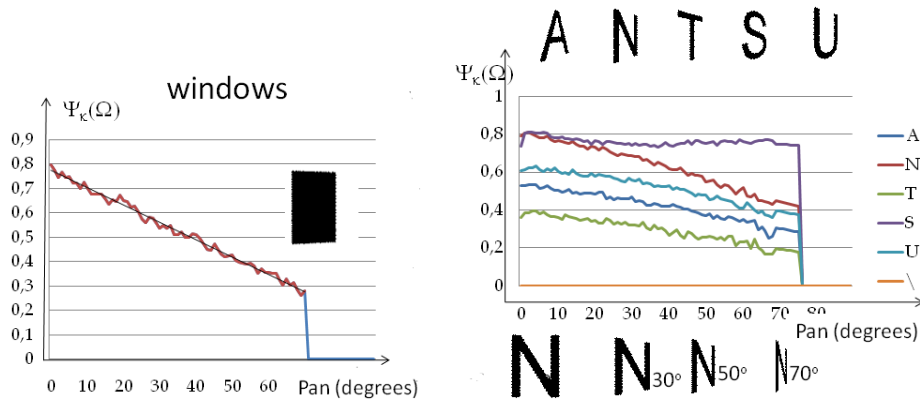 windows
Ψκ(Ω)
0,9
0,8
0,7
0,6
0,5
0,4
0,3
0,2
0,1
0
0 10 20 30 40 50 60 Pan (degrees)
A N T S U
Ψκ(Ω)
1
0,8
0,6
0,4
0,2
0
0 10 20 30 40 50 60 70 80
Pan (degrees)
A
N
T
S
U
\
N N30° N50° N70°